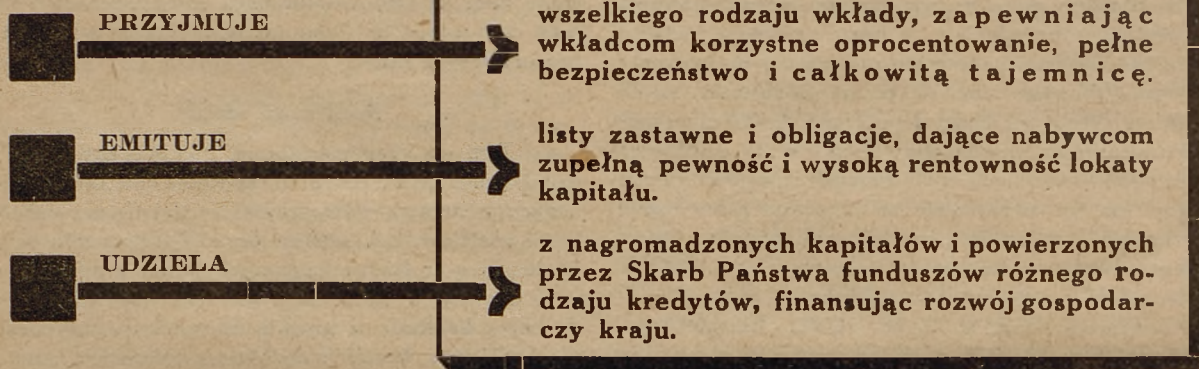 PRZYJMUJE
wszelkiego rodzaju wkłady, zapewniając
wkładcom korzystne oprocentowanie, pełne
bezpieczeństwo i całkowitą tajemnicę.
EMITUJE
listy zastawne i obligacje, dające nabywcom
zupełną pewność i wysoką rentowność lokaty
kapitału.
UDZIELA
z nagromadzonych kapitałów i powierzonych
przez Skarb Państwa funduszów różnego ro-
dzaju kredytów, finansując rozwój gospodar-
czy kraju.